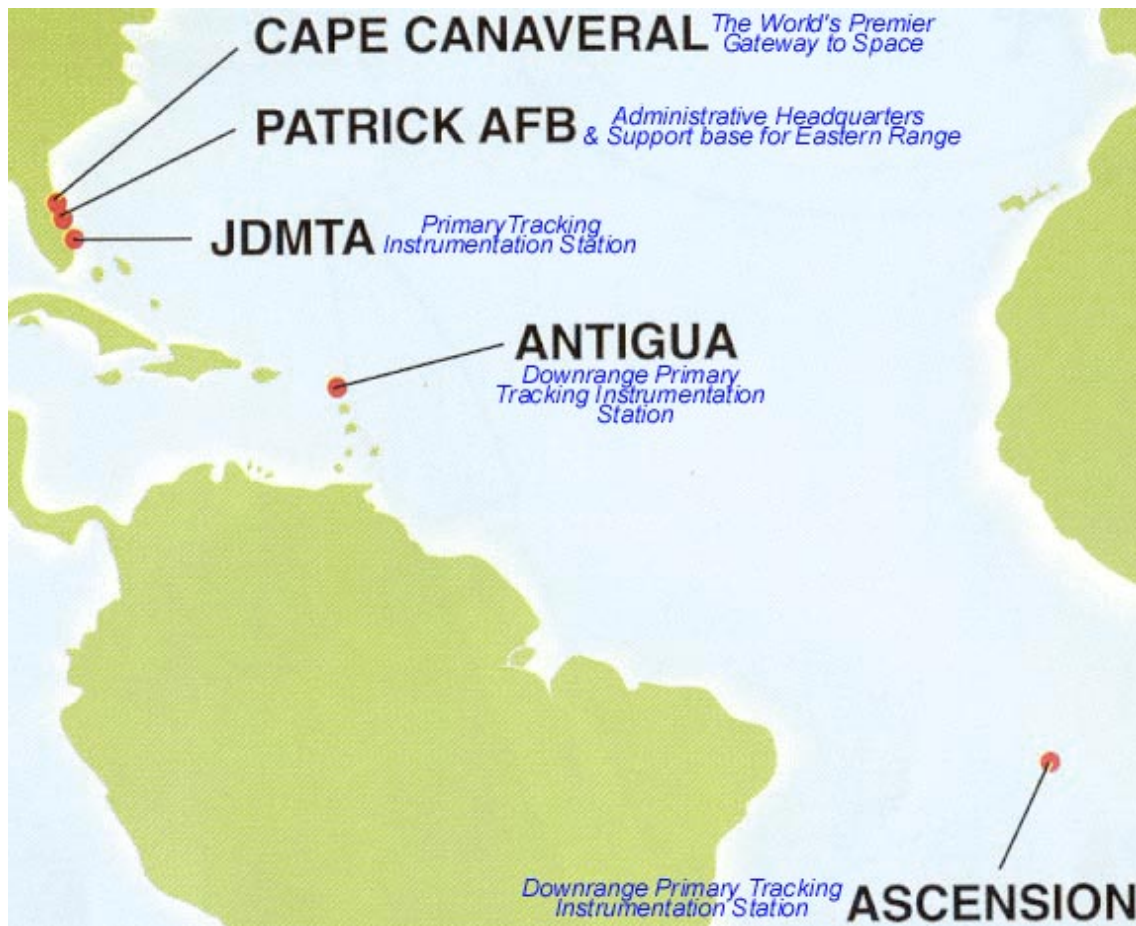 CAPE CANAVERAL
The World's Premier
Gateway to Space
PATRICK AFB
Administrative Headquarters
& Support base for Eastern Range
JDMTA
Primary Tracking
Instrumentation Station
ANTIGUA
Downrange Primary
Tracking Instrumentation
Station
Downrange Primary Tracking
Instrumentation Station
ASCENSION